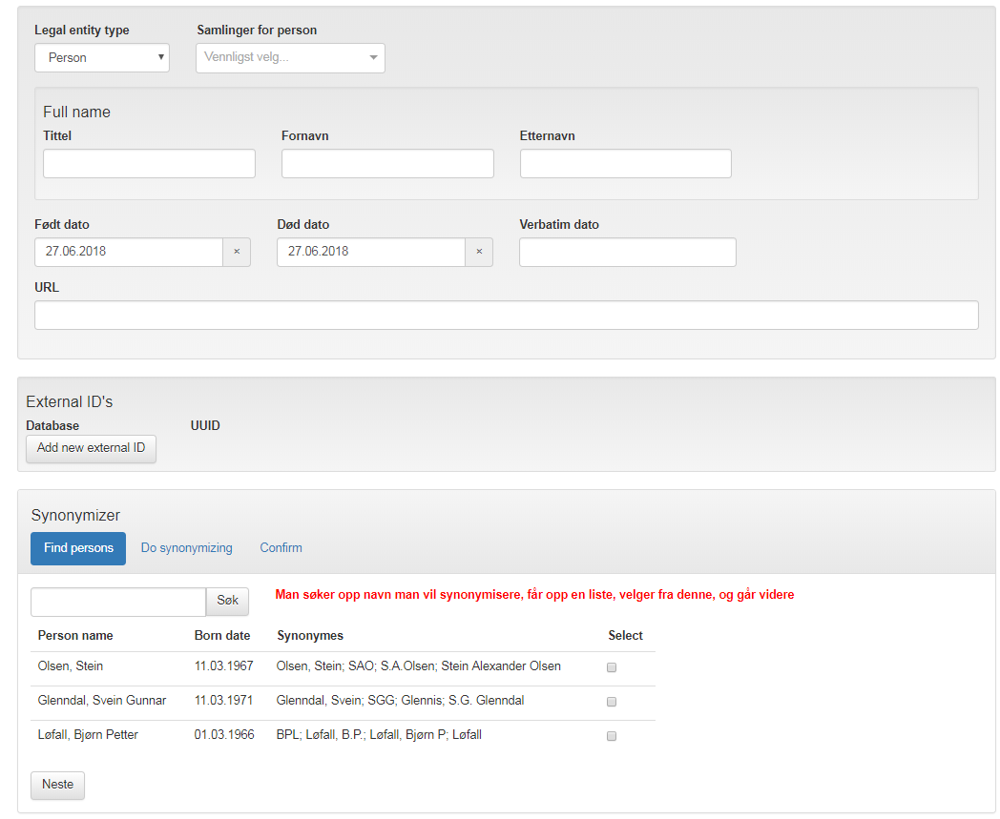 Legal entity type Samlinger for person
Person Vennligst velg...
Full name
Tittel Fornavn Etternavn
Født dato Død dato Verbatim dato
27.06.2018 × 27.06.2018 ×
URL
External ID's
Database UUID
Add new external ID
Synonymizer
Find persons Do synonymizing Confirm
Søk Man søker opp navn man vil synonymisere, får opp en liste, velger fra denne, og går videre
Person name Born date Synonymes Select
Olsen, Stein 11.03.1967 Olsen, Stein; SAO; S.A.Olsen; Stein Alexander Olsen
Glenndal, Svein Gunnar 11.03.1971 Glenndal, Svein; SGG; Glennis; S.G. Glenndal
Løfall, Bjørn Petter 01.03.1966 BPL; Løfall, B.P.; Løfall, Bjørn P; Løfall
Neste